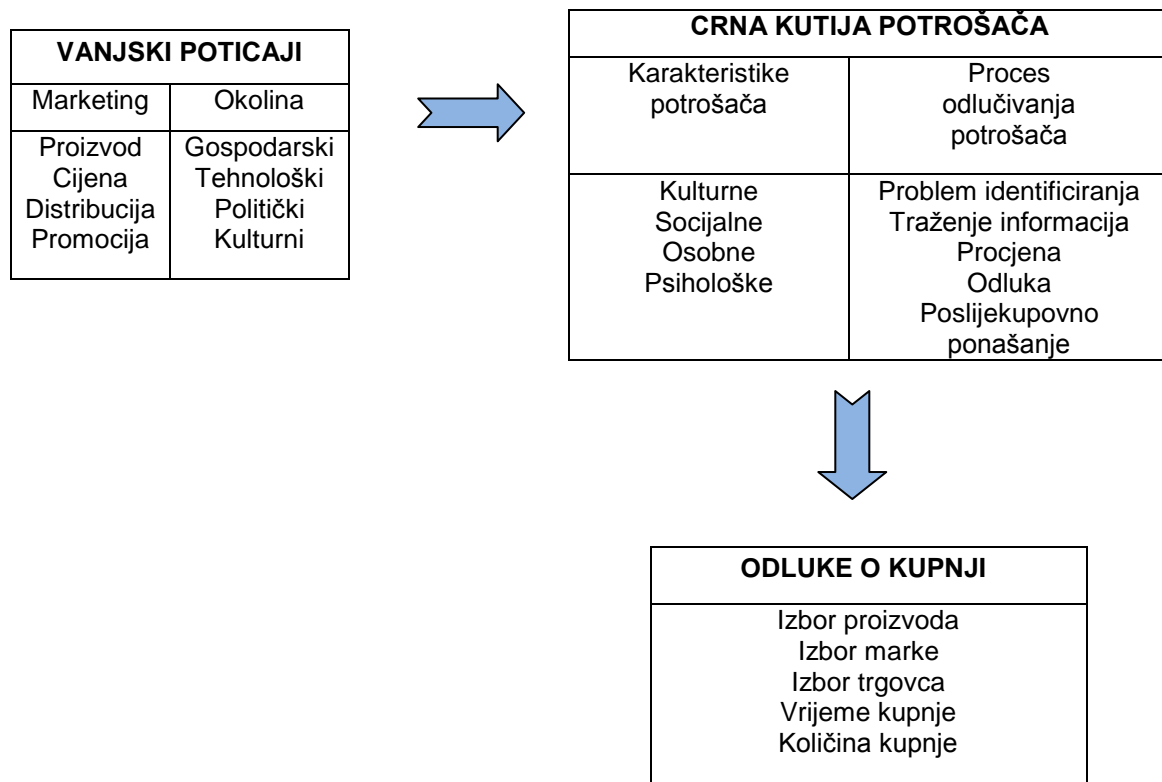 VANJSKI POTICAJI
Marketing
Okolina
Proizvod
Cijena
Distribucija
Promocija
Gospodarski
Tehnološki
Politički
Kulturni
CRNA KUTIJA POTROŠAČA
Karakteristike
potrošača
Proces
odlučivanja
potrošača
Kulturne
Socijalne
Osobne
Psihološke
Problem identificiranja
Traženje informacija
Procjena
Odluka
Poslijekupovno
ponašanje
ODLUKE O KUPNJI
Izbor proizvoda
Izbor marke
Izbor trgovca
Vrijeme kupnje
Količina kupnje